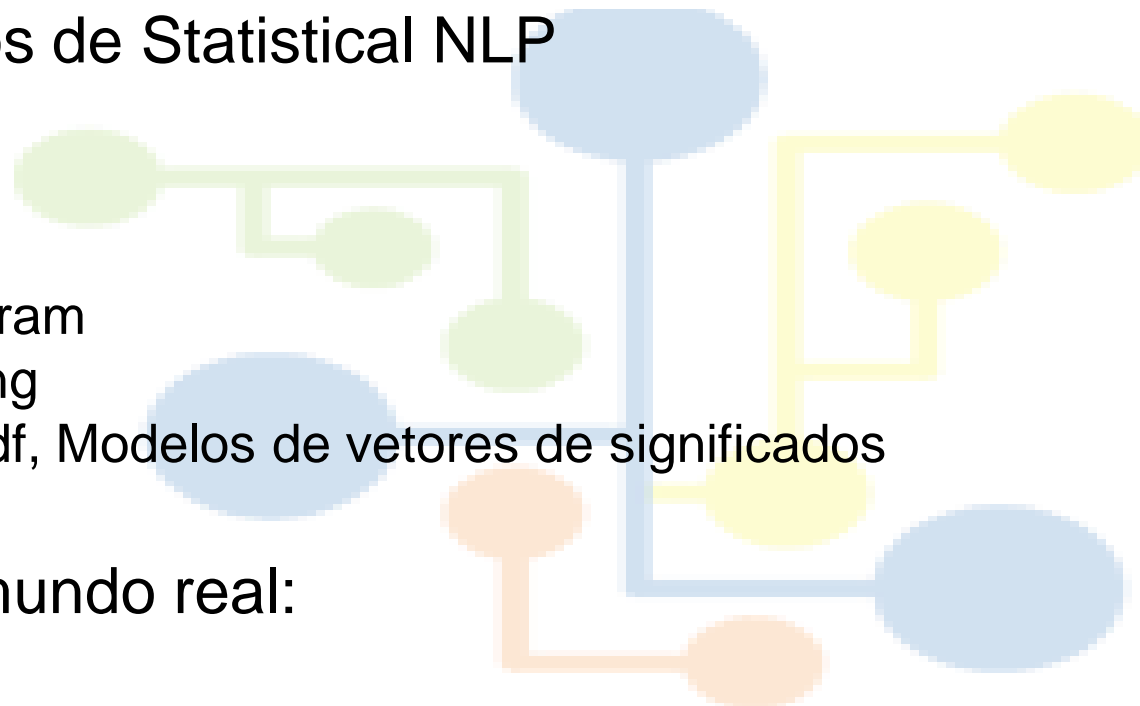 os de Statistical NLP
ram
ng
df, Modelos de vetores de significados
mundo real: